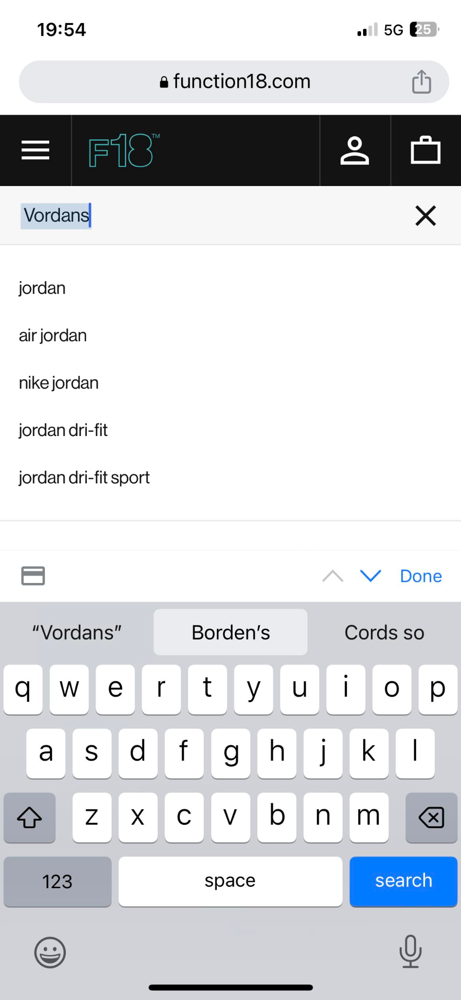 19:54 5G 25
function18.com
F18™
Vordans
jordan
air jordan
nike jordan
jordan dri-fit
jordan dri-fit sport
Done
“Vordans” Borden’s Cords so
q w e r t y u i o p
a s d f g h j k l
z x c v b n m
123 space search